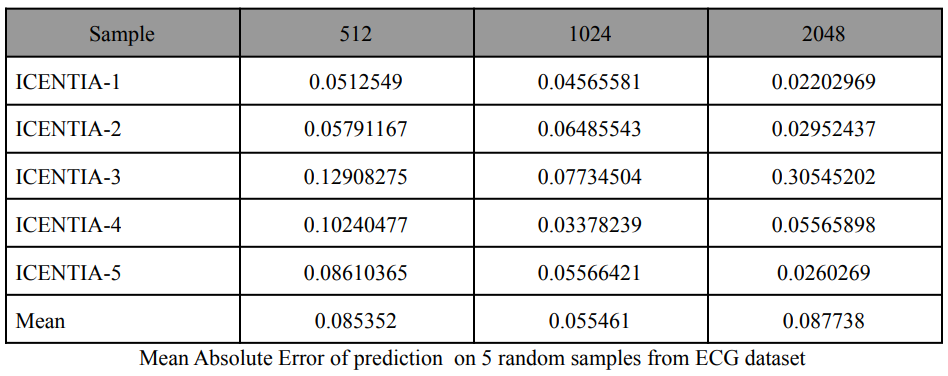 Sample 512 1024 2048
ICENTIA-1 0.0512549 0.04565581 0.02202969
ICENTIA-2 0.05791167 0.06485543 0.02952437
ICENTIA-3 0.12908275 0.07734504 0.30545202
ICENTIA-4 0.10240477 0.03378239 0.05565898
ICENTIA-5 0.08610365 0.05566421 0.0260269
Mean 0.085352 0.055461 0.087738
Mean Absolute Error of prediction on 5 random samples from ECG dataset